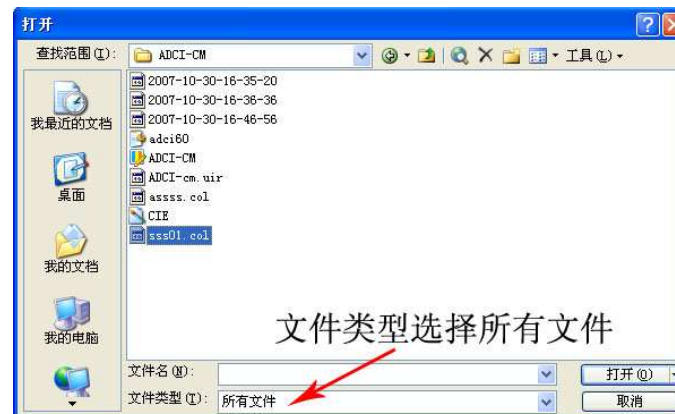 打开
查找范围(I):
ADCI-CM
工具(L)
我最近的文档
桌面
我的文档
我的电脑
2007-10-30-16-35-20
2007-10-30-16-36-36
2007-10-30-16-46-56
adci60
ADCI-CM
ADCI-cm.uir
assss.col
CIE
sss01.col
文件类型选择所有文件
文件名(N):
打开(O)
文件类型(T):
所有文件
取消